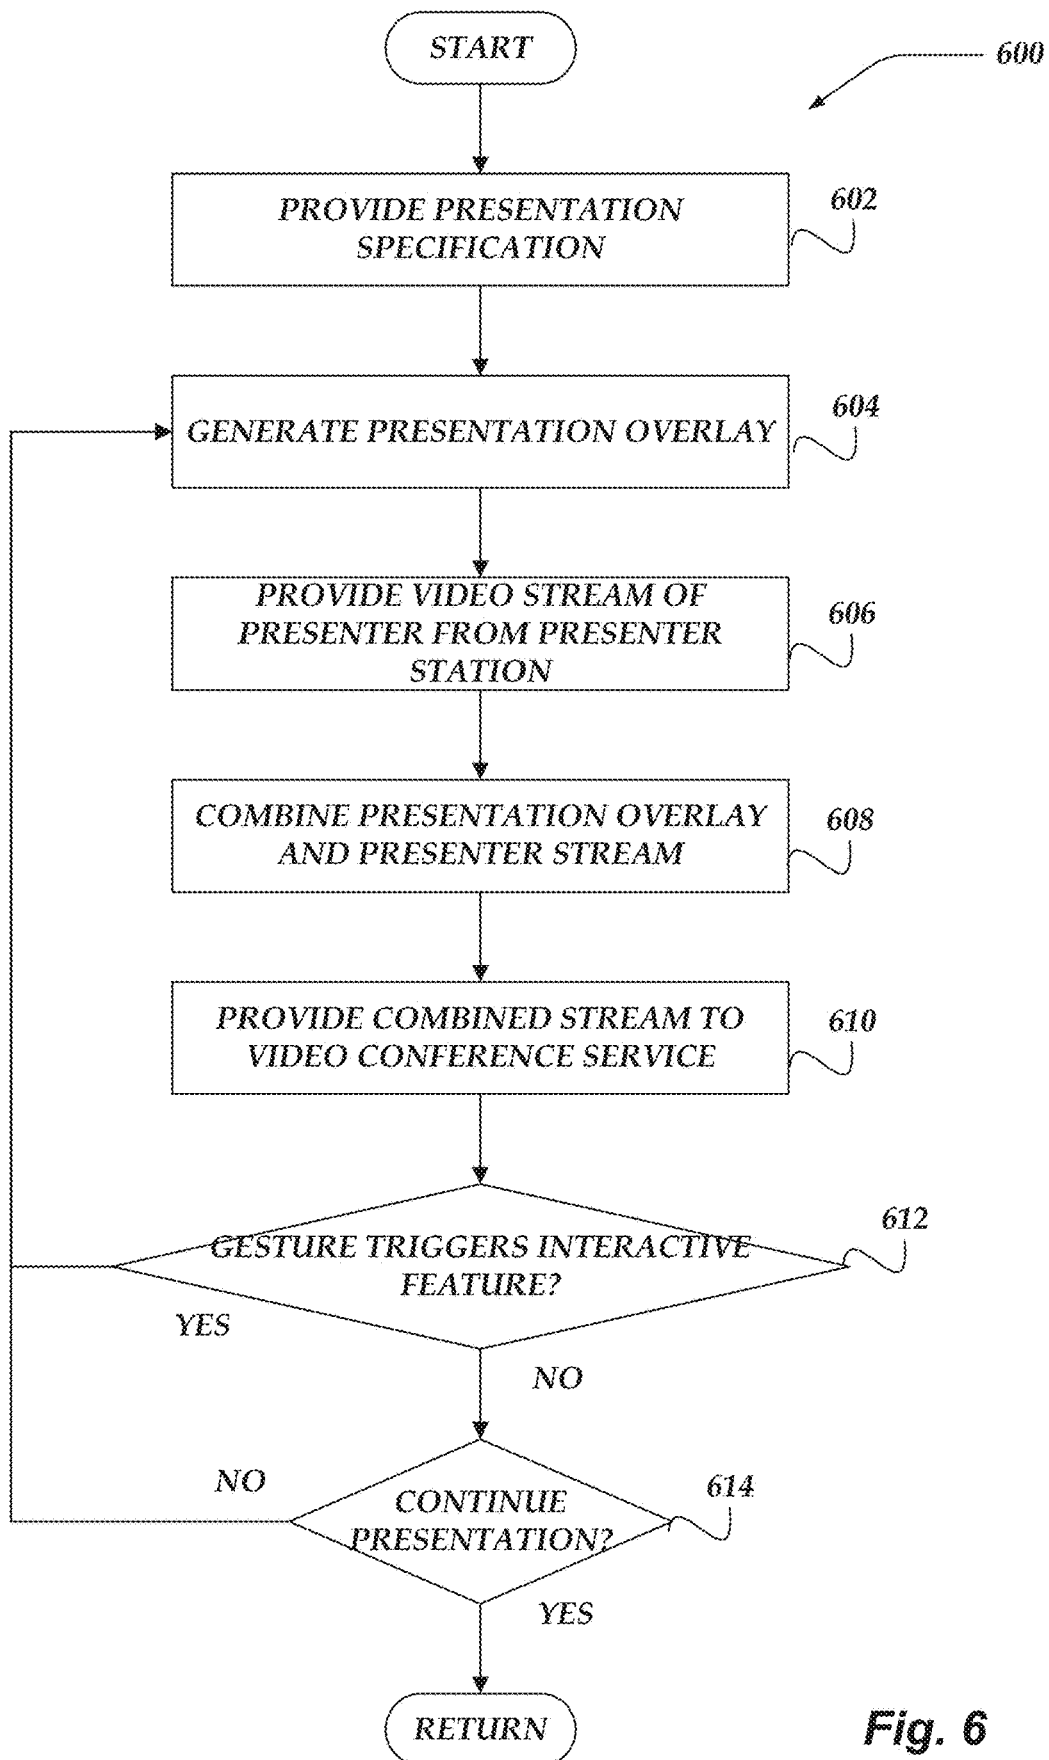 START
600
PROVIDE PRESENTATION
SPECIFICATION
602
GENERATE PRESENTATION OVERLAY
604
PROVIDE VIDEO STREAM OF
PRESENTER FROM PRESENTER
STATION
606
COMBINE PRESENTATION OVERLAY
AND PRESENTER STREAM
608
PROVIDE COMBINED STREAM TO
VIDEO CONFERENCE SERVICE
610
GESTURE TRIGGERS INTERACTIVE
FEATURE?
612
YES
NO
NO
CONTINUE
PRESENTATION?
614
YES
RETURN
Fig. 6